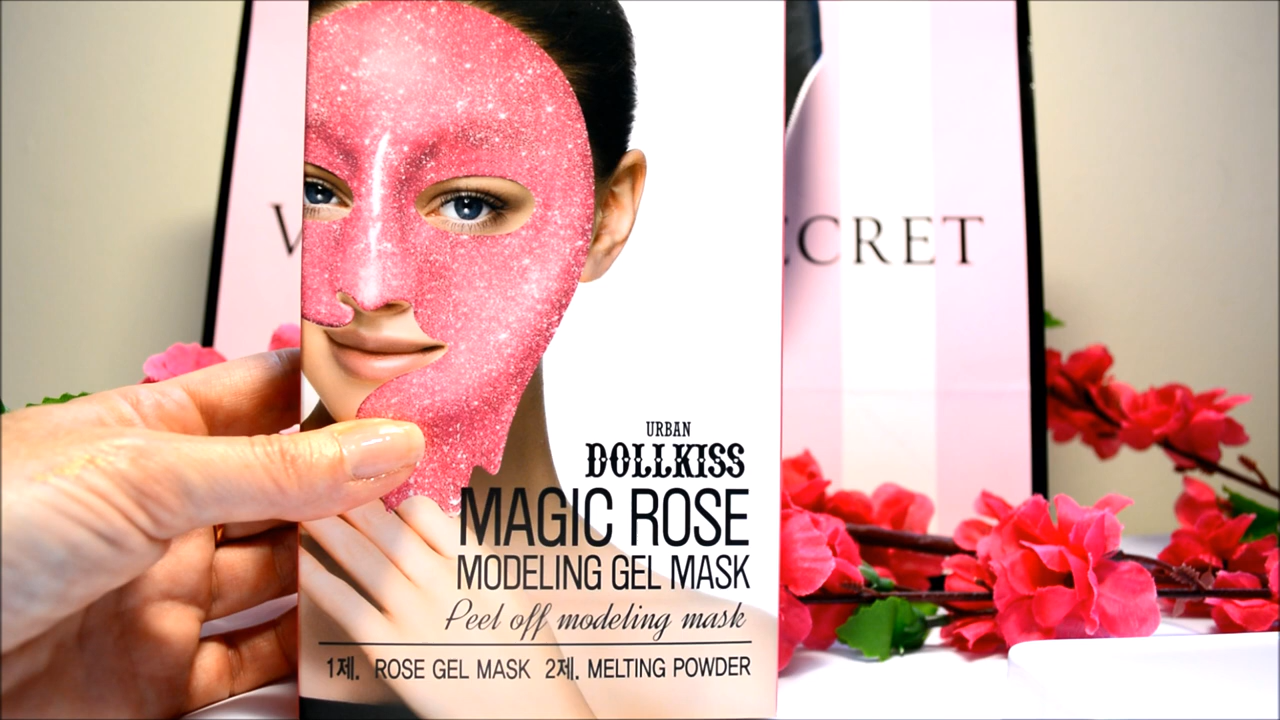 V
ECRET
URBAN
DOLLKISS
MAGIC ROSE
MODELING GEL MASK
Peel off modeling mask
1제. ROSE GEL MASK 2제. MELTING POWDER